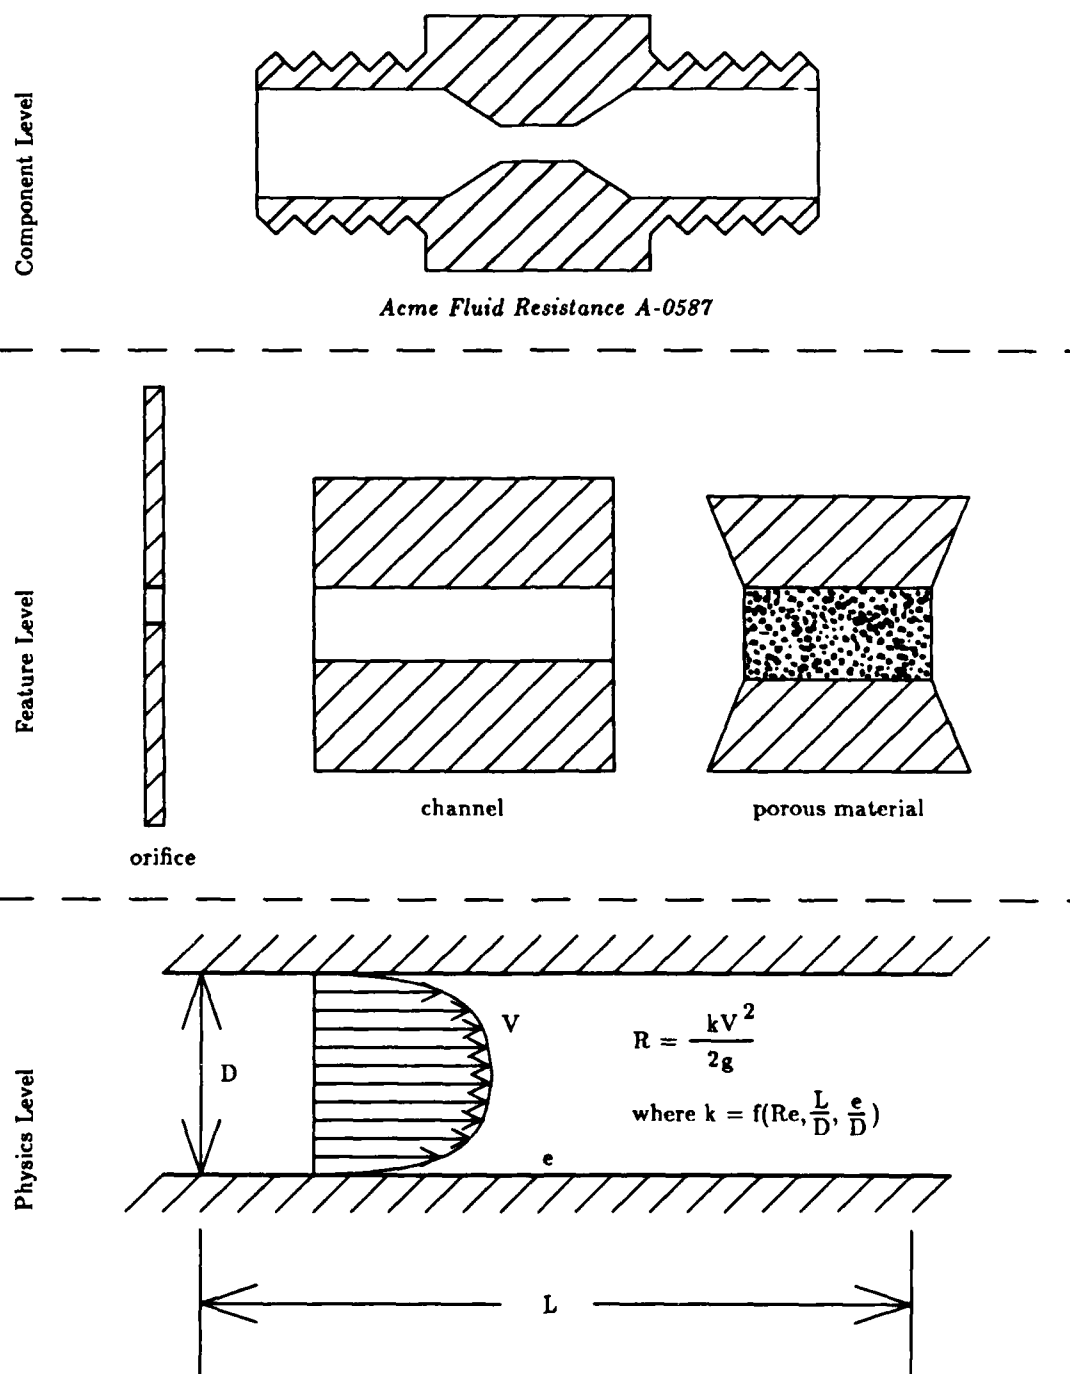 Component Level
Acme Fluid Resistance A-0587
Feature Level
channel
porous material
orifice
Physics Level
V
D
R = kV²/2g
where k = f(Re, L/D, e/D)
e
L